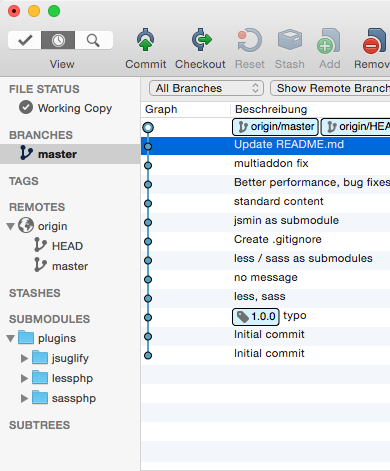 View
Commit
Checkout
Reset
Stash
Add
Remov
FILE STATUS
Working Copy
BRANCHES
master
TAGS
REMOTES
origin
HEAD
master
STASHES
SUBMODULES
plugins
jsuglify
lessphp
sassphp
SUBTREES
All Branches
Show Remote Branch
Graph
Beschreibung
origin/master origin/HEA
Update README.md
multiaddon fix
Better performance, bug fixes
standard content
jsmin as submodule
Create .gitignore
less / sass as submodules
no message
less, sass
1.0.0 typo
Initial commit
Initial commit